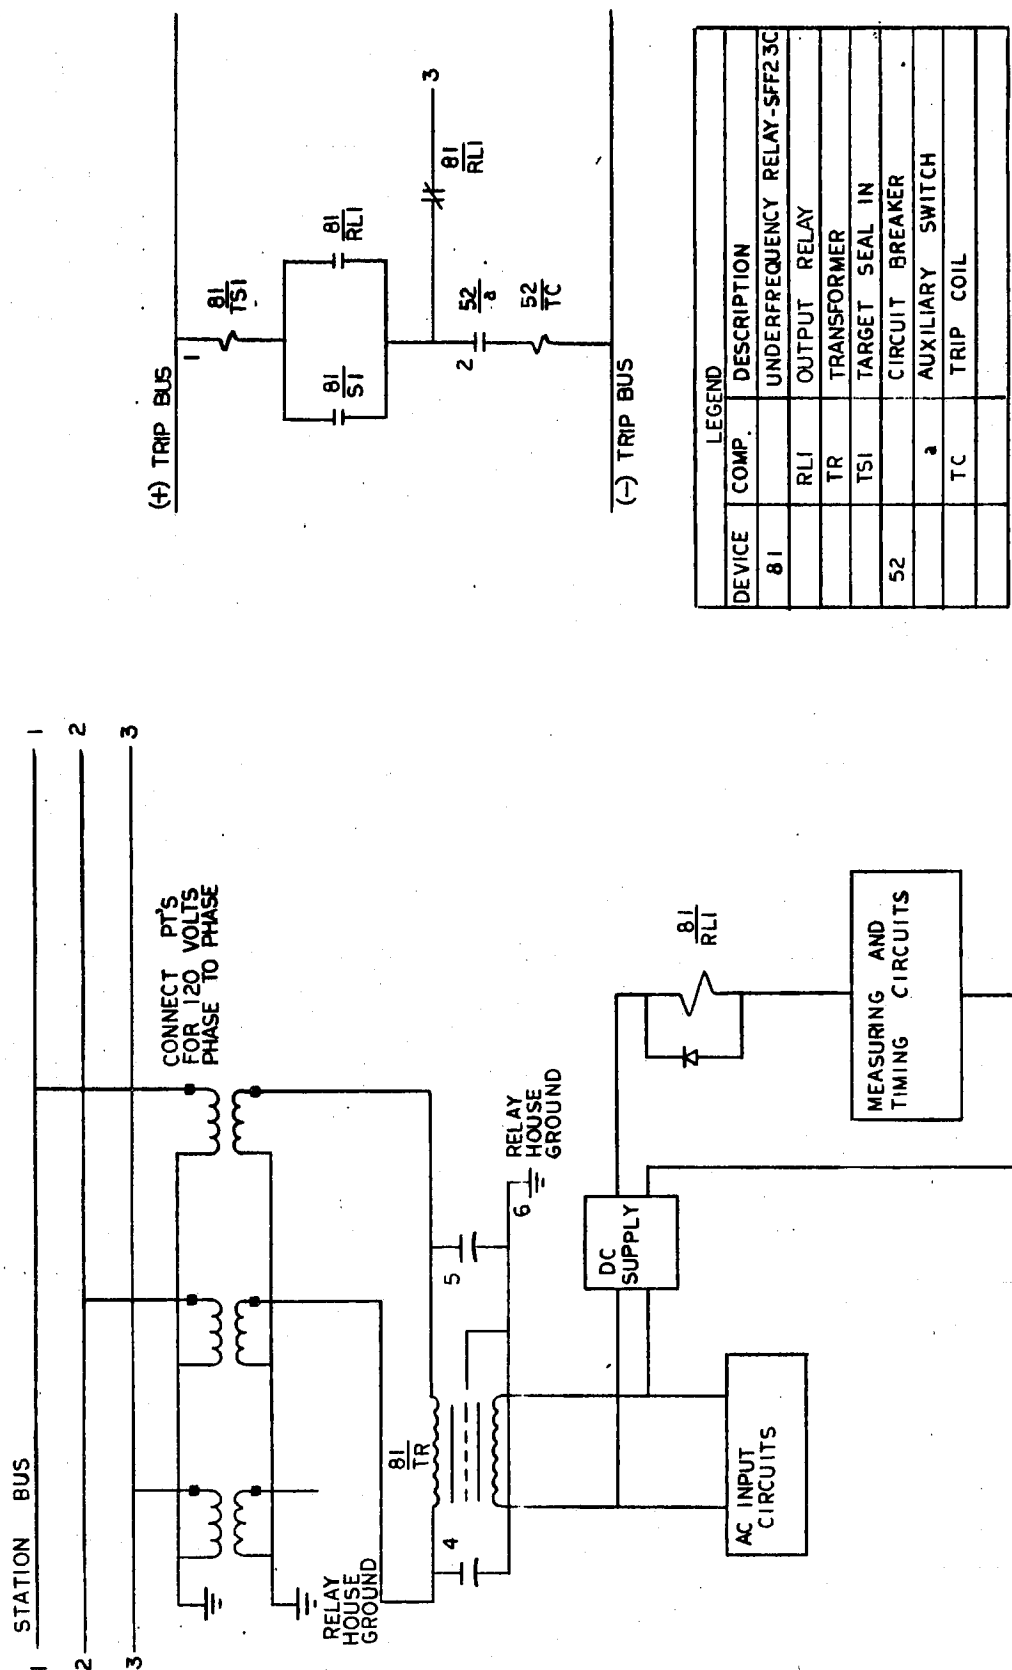 STATION BUS
1
2
3
1
2
3
CONNECT PT'S
FOR 120 VOLTS
PHASE TO PHASE
RELAY
HOUSE
GROUND
81
TR
4
5
6
RELAY
HOUSE
GROUND
AC INPUT
CIRCUITS
DC
SUPPLY
81
RL1
MEASURING AND
TIMING CIRCUITS
(+) TRIP BUS
1
81
TS1
81
S1
81
RL1
81
RL1
3
2
52
a
52
TC
(-) TRIP BUS
LEGEND
DEVICE COMP. DESCRIPTION
81 UNDERFREQUENCY RELAY-SFF23C
RL1 OUTPUT RELAY
TR TRANSFORMER
TS1 TARGET SEAL IN
52 CIRCUIT BREAKER
a AUXILIARY SWITCH
TC TRIP COIL